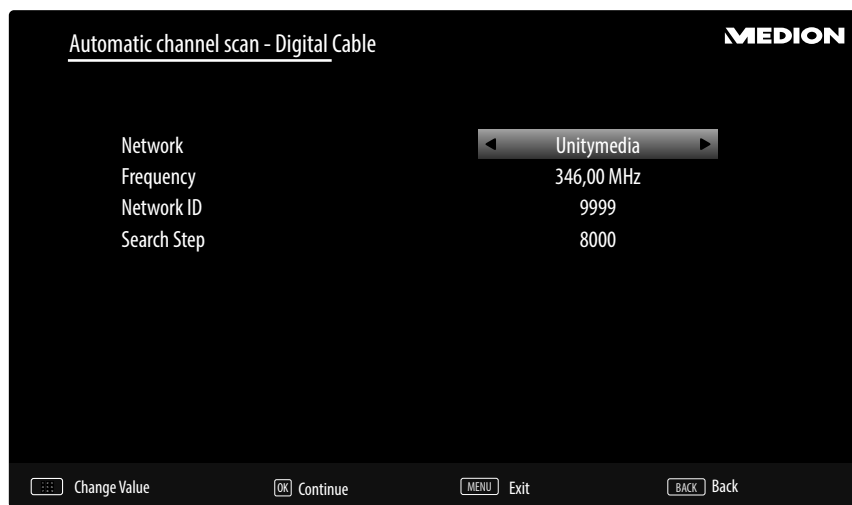 Automatic channel scan - Digital Cable
MEDION
Network Unitymedia
Frequency 346,00 MHz
Network ID 9999
Search Step 8000
Change Value OK Continue MENU Exit BACK Back